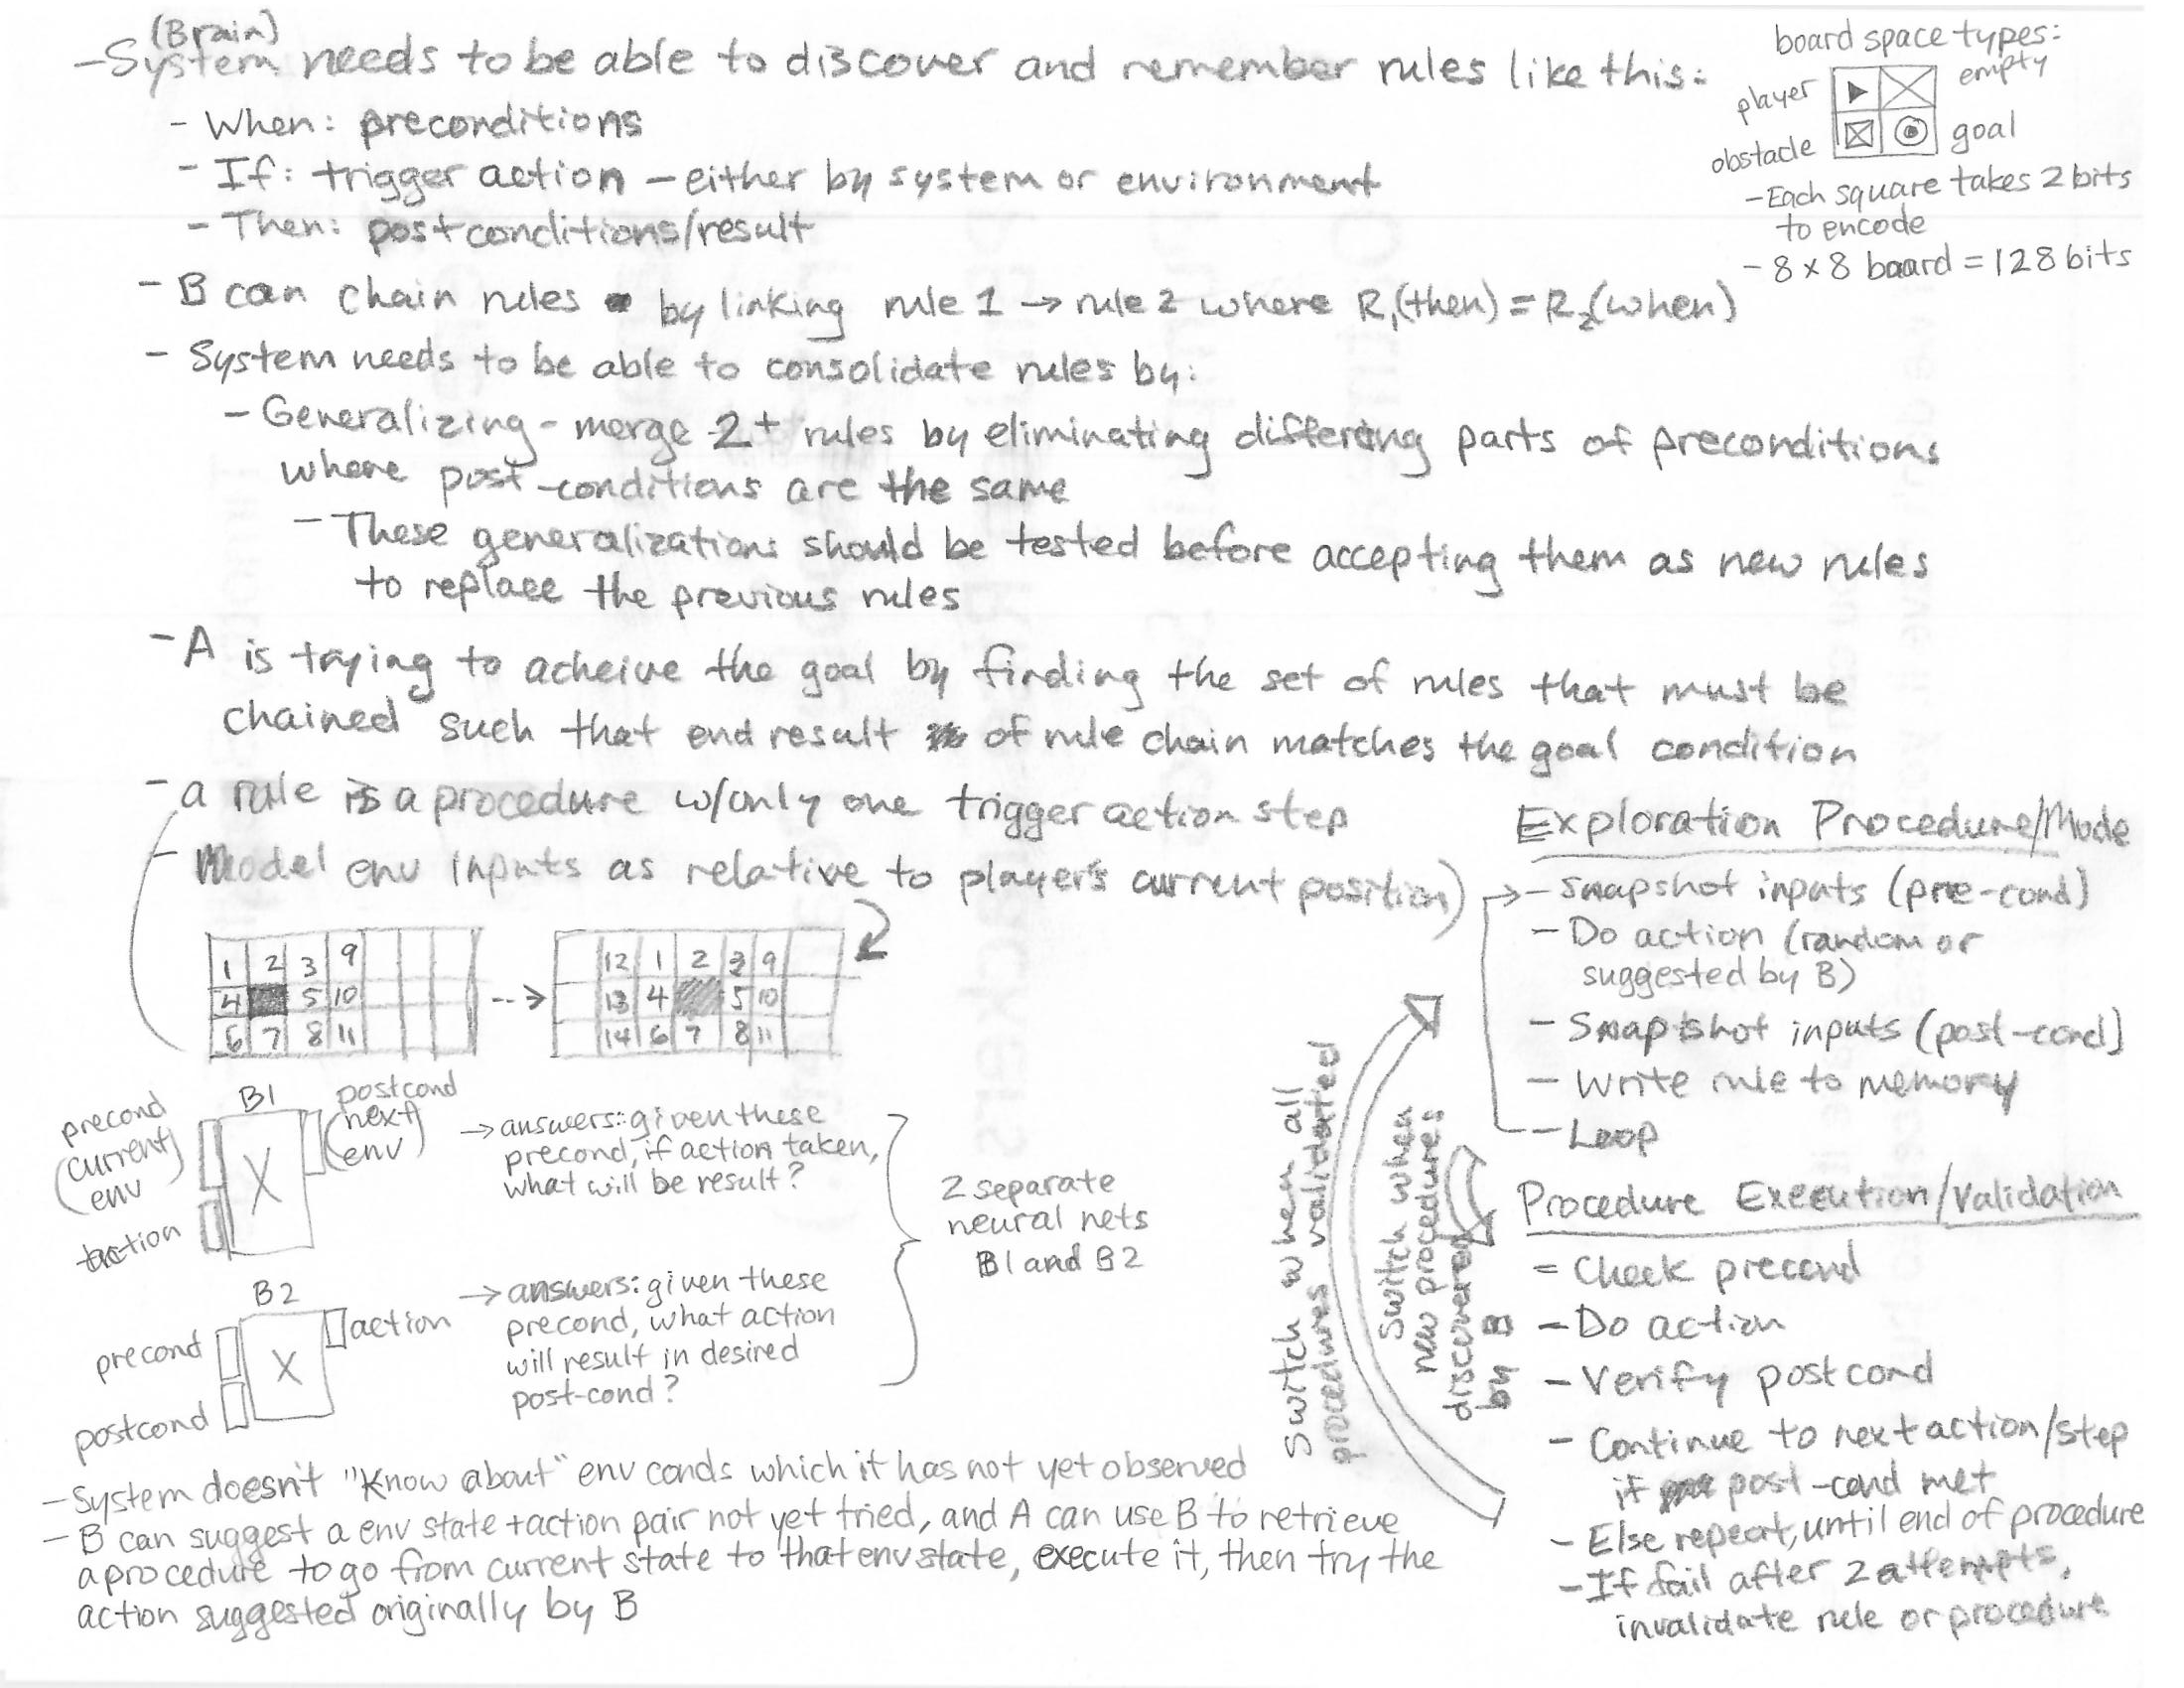 (Brain)
- System needs to be able to discover and remember rules like this:
- When: preconditions
- If: trigger action - either by system or environment
- Then: postconditions/result
board space types:
player
empty
obstacle
goal
- Each square takes 2 bits
to encode
- 8 x 8 board = 128 bits
- B can chain rules by linking rule 1 → rule 2 where R1(then) = R2(when)
- System needs to be able to consolidate rules by:
- Generalizing - merge 2+ rules by eliminating differing parts of preconditions
where post-conditions are the same
- These generalizations should be tested before accepting them as new rules
to replace the previous rules
- A is trying to acheive the goal by finding the set of rules that must be
chained such that end result of rule chain matches the goal condition
- a rule is a procedure w/only one trigger action step
- Model env inputs as relative to player's current position)
1 2 3 9
4 5 10
6 7 8 11
-->
12 1 2 3 9
13 4 5 10
14 6 7 8 11
B1
precond
(current
env)
action
postcond
(next
env)
→ answers: given these
precond, if action taken,
what will be result?
B2
precond
postcond
action
→ answers: given these
precond, what action
will result in desired
post-cond?
2 separate
neural nets
B1 and B2
- System doesn't "know about" env conds which it has not yet observed
- B can suggest a env state + action pair not yet tried, and A can use B to retrieve
a procedure to go from current state to that env state, execute it, then try the
action suggested originally by B
Exploration Procedure/Mode
→ - Snapshot inputs (pre-cond)
- Do action (random or
suggested by B)
- Snapshot inputs (post-cond)
- Write rule to memory
- Loop
Switch when all
procedures validated
Switch when
new procedures
discovered
by B
Procedure Execution/Validation
= Check precond
- Do action
- Verify postcond
- Continue to next action/step
if post-cond met
- Else repeat, until end of procedure
- If fail after 2 attempts,
invalidate rule or procedure